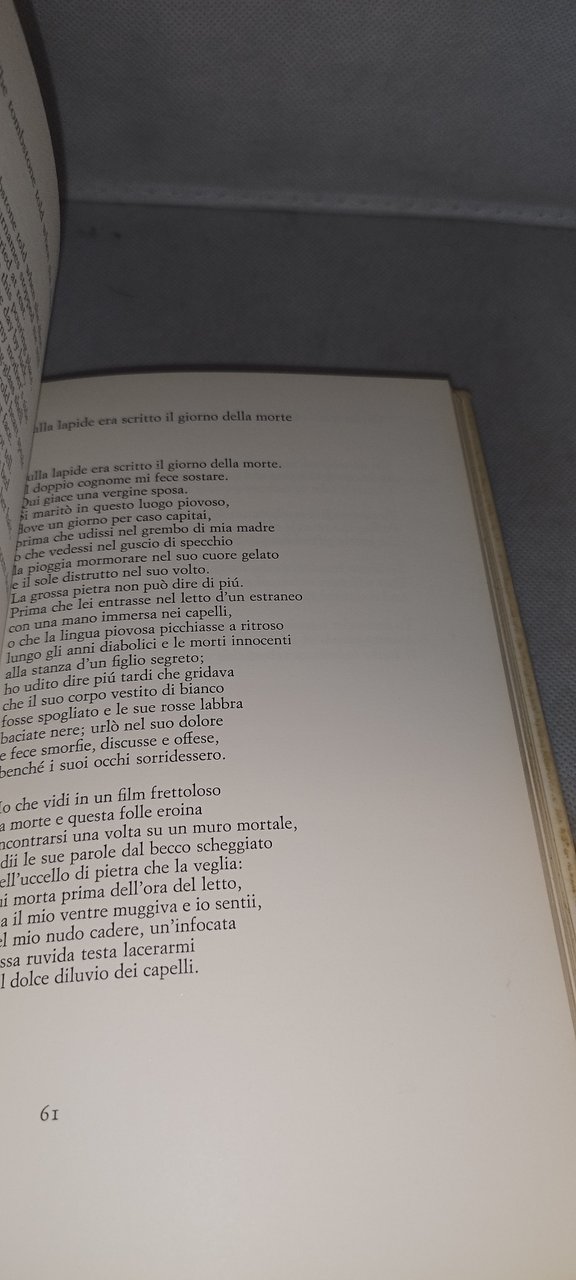 The tombstone told when
alla lapide era scritto il giorno della morte
ulla lapide era scritto il giorno della morte.
l doppio cognome mi fece sostare.
Qui giace una vergine sposa.
Si maritò in questo luogo piovoso,
dove un giorno per caso capitai,
prima che udissi nel grembo di mia madre
o che vedessi nel guscio di specchio
la pioggia mormorare nel suo cuore gelato
e il sole distrutto nel suo volto.
La grossa pietra non può dire di piú.
Prima che lei entrasse nel letto d'un estraneo
con una mano immersa nei capelli,
o che la lingua piovosa picchiasse a ritroso
lungo gli anni diabolici e le morti innocenti
alla stanza d'un figlio segreto;
ho udito dire piú tardi che gridava
che il suo corpo vestito di bianco
fosse spogliato e le sue rosse labbra
baciate nere; urlò nel suo dolore
e fece smorfie, discusse e offese,
benché i suoi occhi sorridessero.
Io che vidi in un film frettoloso
a morte e questa folle eroina
ncontrarsi una volta su un muro mortale,
dii le sue parole dal becco scheggiato
ell'uccello di pietra che la veglia:
ui morta prima dell'ora del letto,
a il mio ventre muggiva e io sentii,
el mio nudo cadere, un'infocata
ssa ruvida testa lacerarmi
l dolce diluvio dei capelli.
61